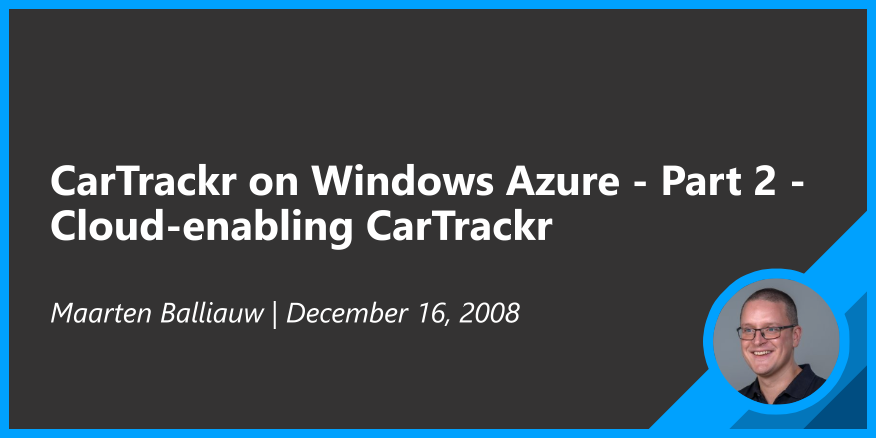 CarTrackr on Windows Azure - Part 2 -
Cloud-enabling CarTrackr
Maarten Balliauw | December 16, 2008